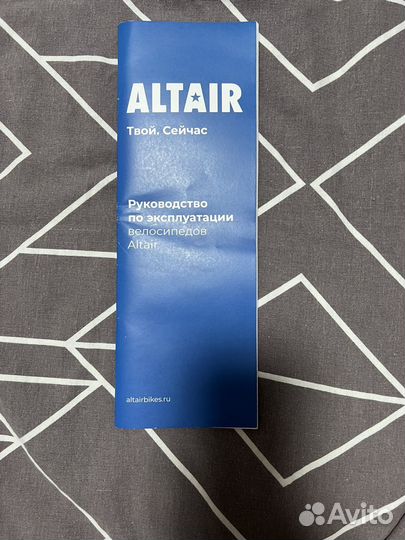 ALTAIR
Твой. Сейчас
Руководство
по эксплуатации
велосипедов
Altair
altairbikes.ru
Avito